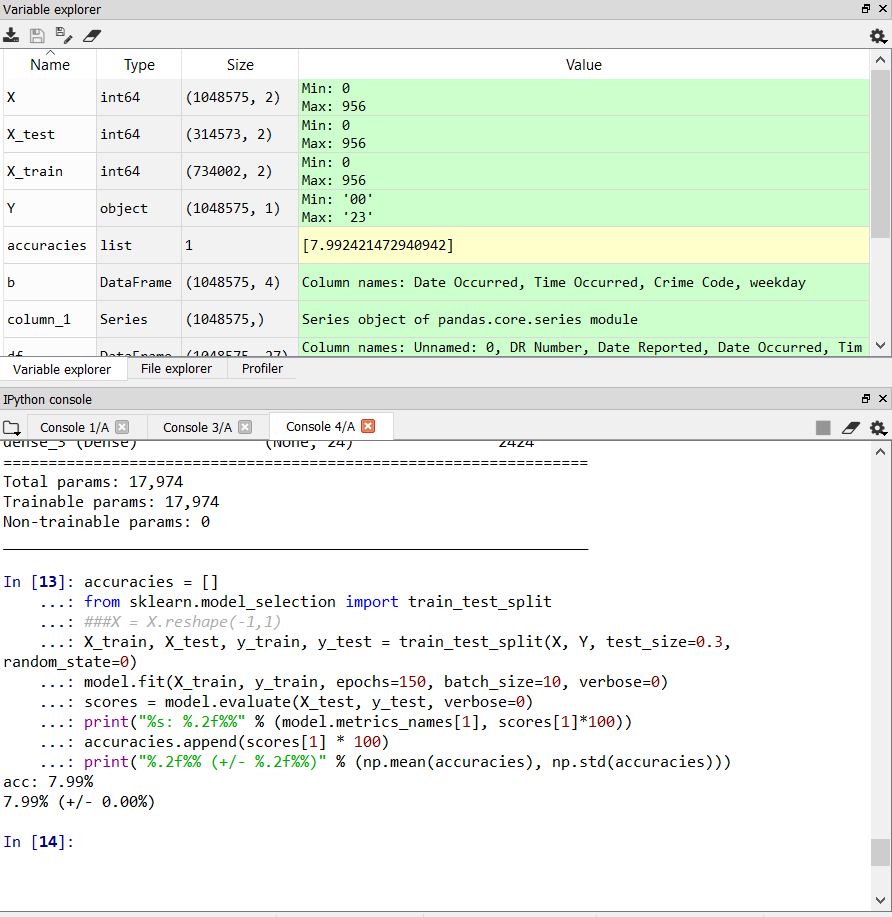 Variable explorer
Name Type Size Value
X int64 (1048575, 2) Min: 0
Max: 956
X_test int64 (314573, 2) Min: 0
Max: 956
X_train int64 (734002, 2) Min: 0
Max: 956
Y object (1048575, 1) Min: '00'
Max: '23'
accuracies list 1 [7.992421472940942]
b DataFrame (1048575, 4) Column names: Date Occurred, Time Occurred, Crime Code, weekday
column_1 Series (1048575,) Series object of pandas.core.series module
df DataFrame (1048575, 27) Column names: Unnamed: 0, DR Number, Date Reported, Date Occurred, Tim
Variable explorer File explorer Profiler
IPython console
Console 1/A Console 3/A Console 4/A
dense_3 (Dense) (None, 24) 2424
=================================================================
Total params: 17,974
Trainable params: 17,974
Non-trainable params: 0
_________________________________________________________________
In [13]: accuracies = []
...: from sklearn.model_selection import train_test_split
...: ###X = X.reshape(-1,1)
...: X_train, X_test, y_train, y_test = train_test_split(X, Y, test_size=0.3,
random_state=0)
...: model.fit(X_train, y_train, epochs=150, batch_size=10, verbose=0)
...: scores = model.evaluate(X_test, y_test, verbose=0)
...: print("%s: %.2f%%" % (model.metrics_names[1], scores[1]*100))
...: accuracies.append(scores[1] * 100)
...: print("%.2f%% (+/- %.2f%%)" % (np.mean(accuracies), np.std(accuracies)))
acc: 7.99%
7.99% (+/- 0.00%)
In [14]: